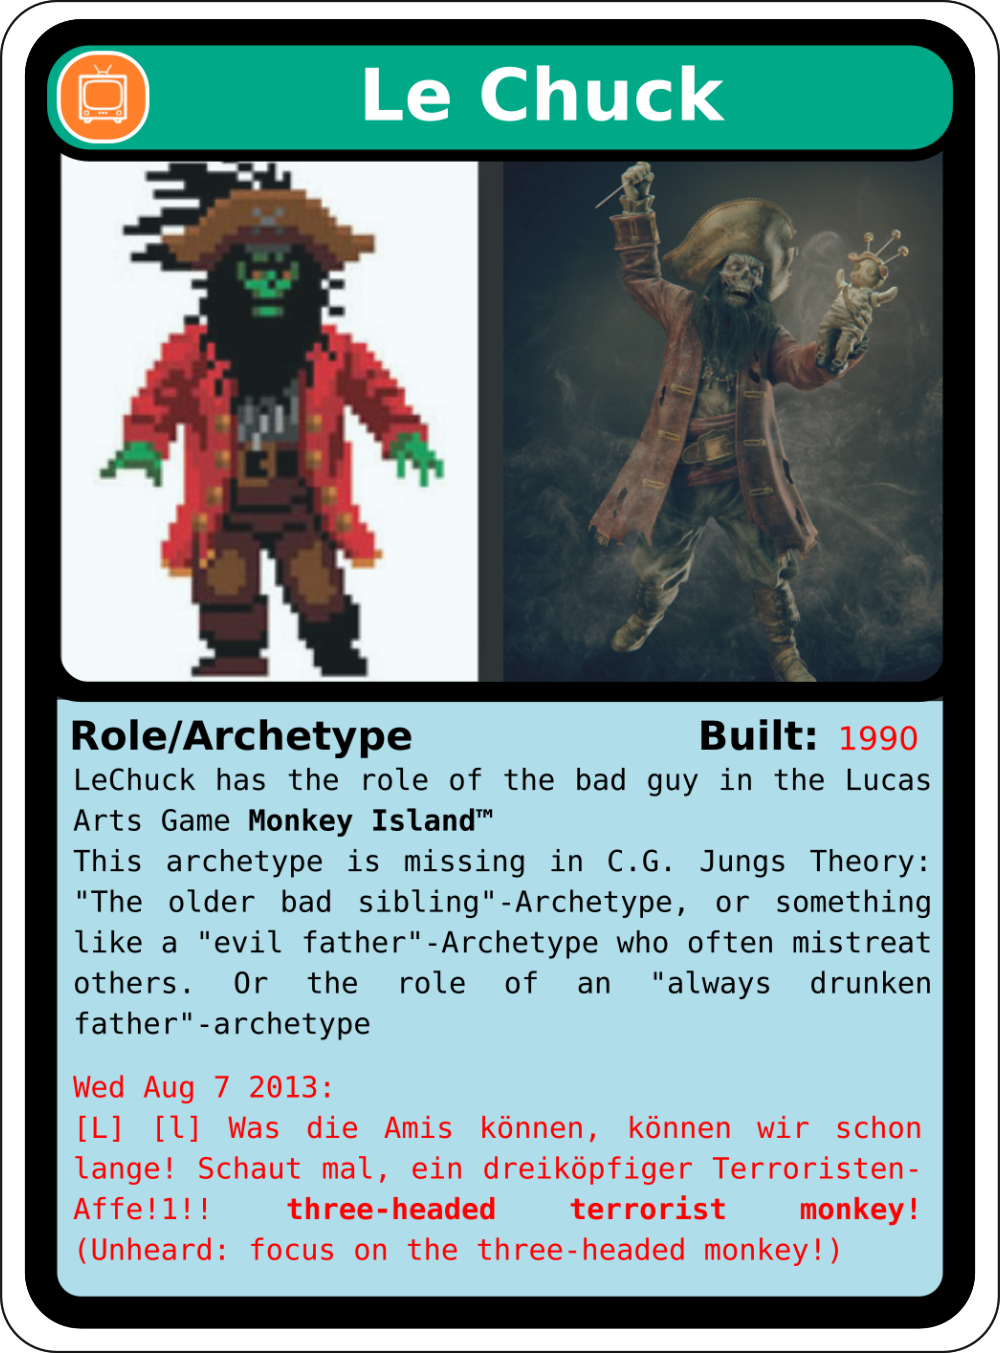 Le Chuck
Role/Archetype Built: 1990
LeChuck has the role of the bad guy in the Lucas
Arts Game Monkey Island™
This archetype is missing in C.G. Jungs Theory:
"The older bad sibling"-Archetype, or something
like a "evil father"-Archetype who often mistreat
others. Or the role of an "always drunken
father"-archetype
Wed Aug 7 2013:
[L] [l] Was die Amis können, können wir schon
lange! Schaut mal, ein dreiköpfiger Terroristen-
Affe!1!! three-headed terrorist monkey!
(Unheard: focus on the three-headed monkey!)